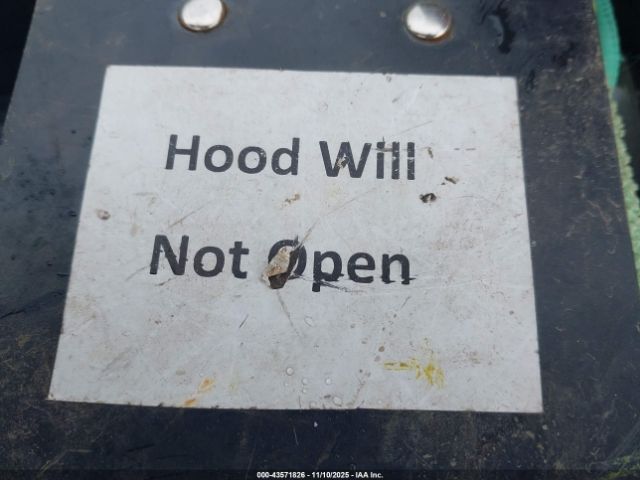 Hood Will
Not Open
000-43571826 - 11/10/2025 - IAA Inc.